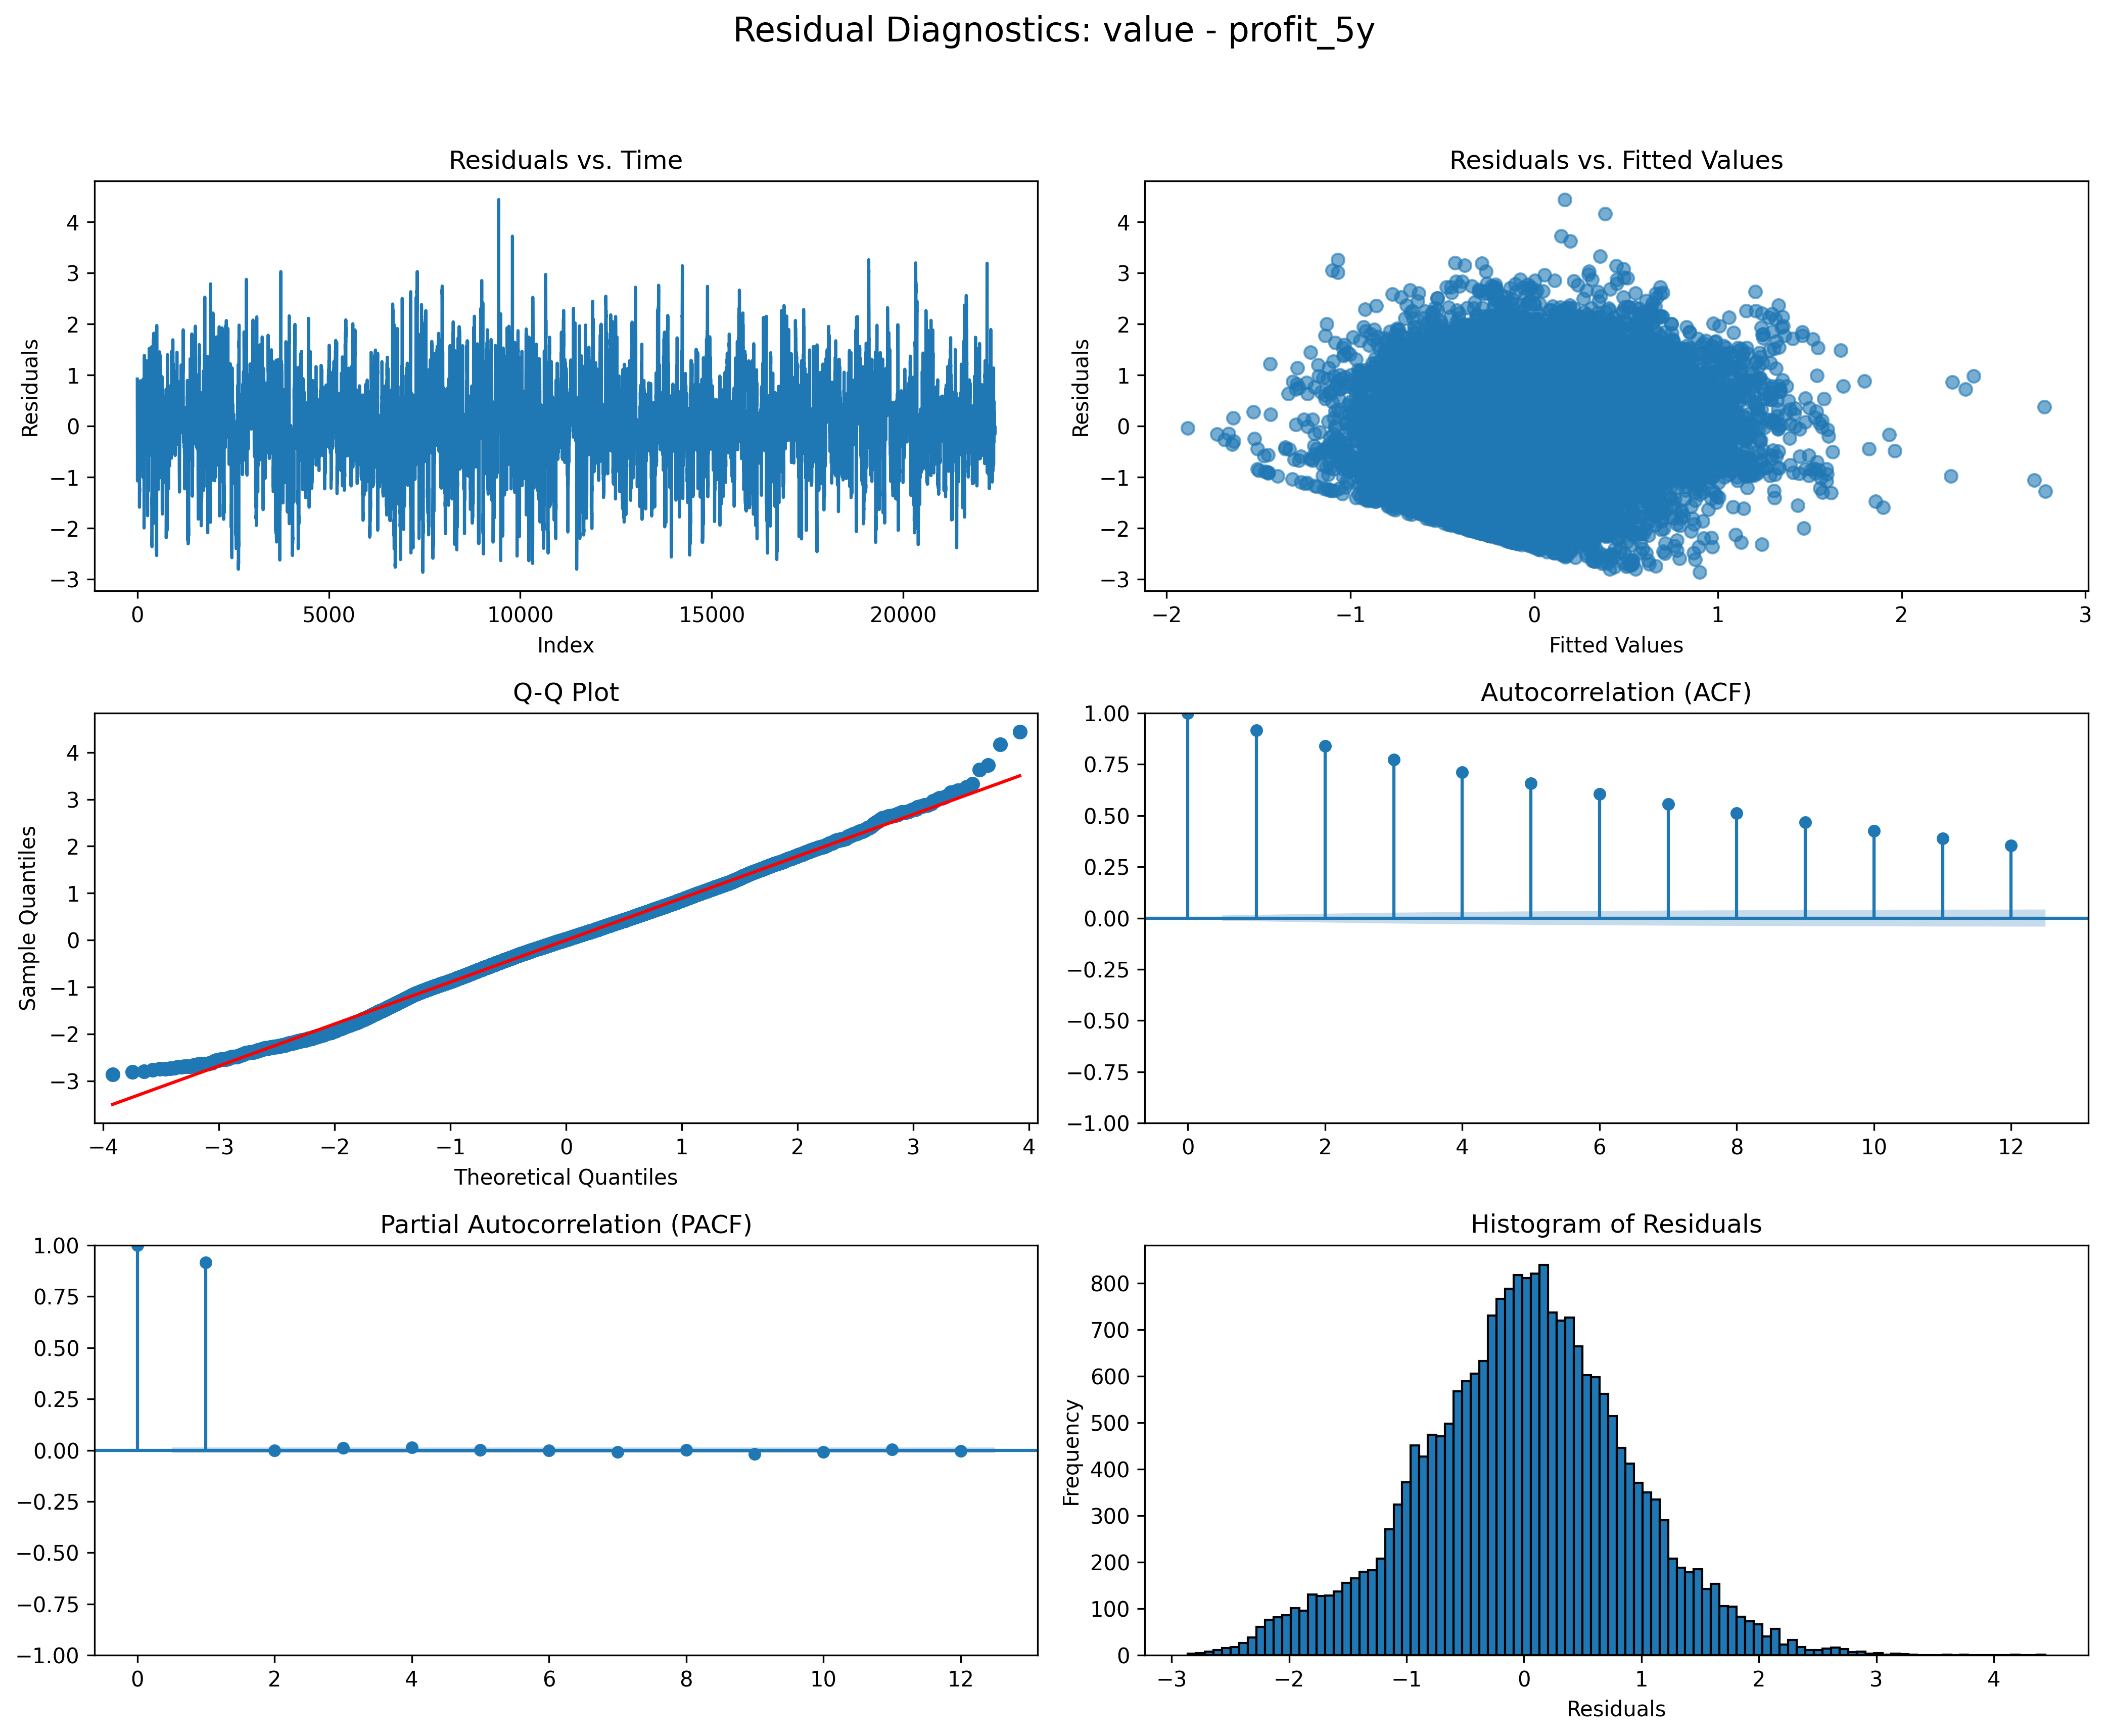 Residual Diagnostics: value - profit_5y
Residuals vs. Time
4
3
2
1
0
−1
−2
−3
Residuals
0 5000 10000 15000 20000
Index
Residuals vs. Fitted Values
4
3
2
1
0
−1
−2
−3
Residuals
−2 −1 0 1 2 3
Fitted Values
Q-Q Plot
4
3
2
1
0
−1
−2
−3
Sample Quantiles
−4 −3 −2 −1 0 1 2 3 4
Theoretical Quantiles
Autocorrelation (ACF)
1.00
0.75
0.50
0.25
0.00
−0.25
−0.50
−0.75
−1.00
0 2 4 6 8 10 12
Partial Autocorrelation (PACF)
1.00
0.75
0.50
0.25
0.00
−0.25
−0.50
−0.75
−1.00
0 2 4 6 8 10 12
Histogram of Residuals
800
700
600
500
400
300
200
100
0
Frequency
−3 −2 −1 0 1 2 3 4
Residuals